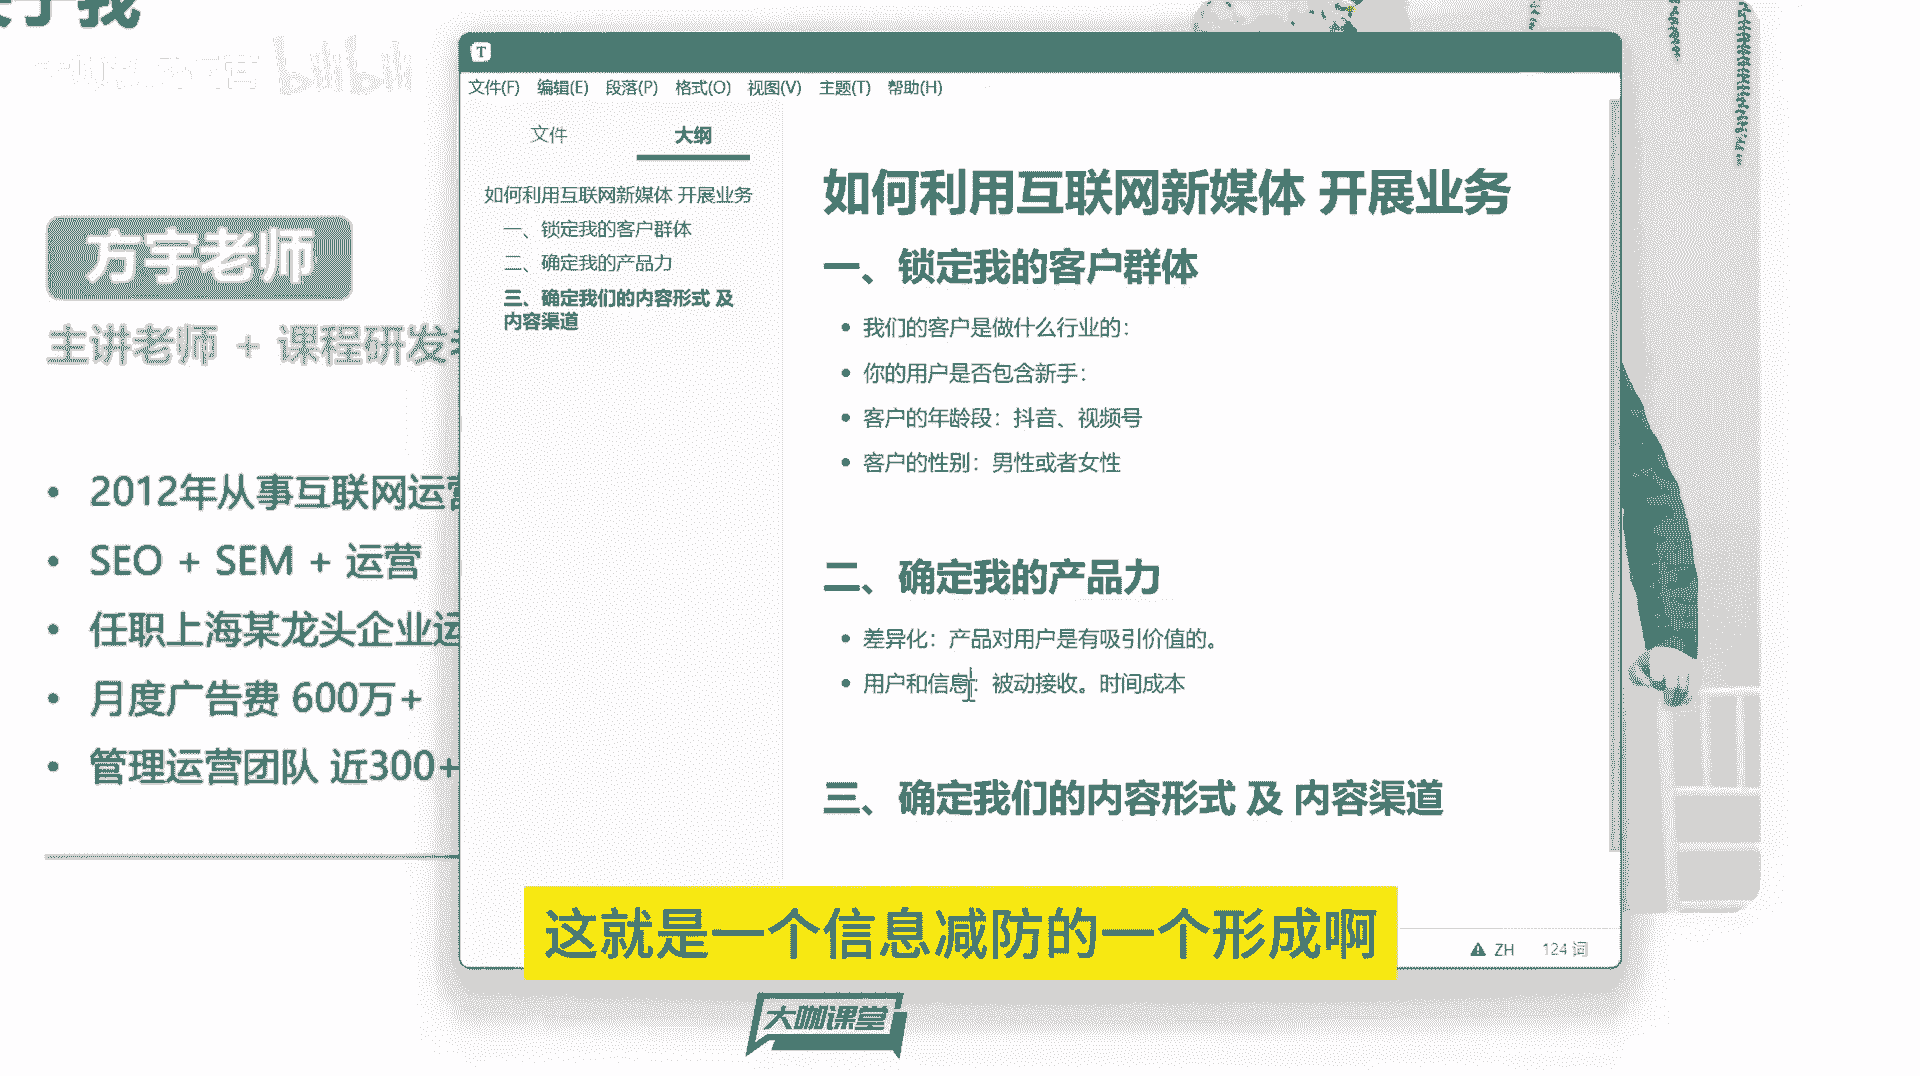 关于我
bilibili
方宇老师
主讲老师 + 课程研发
2012年从事互联网运营
SEO + SEM + 运营
任职上海某龙头企业运
月度广告费 600万+
管理运营团队 近300+
T
文件(F) 编辑(E) 段落(P) 格式(O) 视图(V) 主题(T) 帮助(H)
文件 大纲
如何利用互联网新媒体 开展业务
一、锁定我的客户群体
二、确定我的产品力
三、确定我们的内容形式 及
内容渠道
如何利用互联网新媒体 开展业务
一、锁定我的客户群体
我们的客户是做什么行业的：
你的用户是否包含新手：
客户的年龄段：抖音、视频号
客户的性别：男性或者女性
二、确定我的产品力
差异化：产品对用户是有吸引价值的。
用户和信息：被动接收。时间成本
三、确定我们的内容形式 及 内容渠道
ZH 124 词
这就是一个信息减防的一个形成啊
大咖课堂